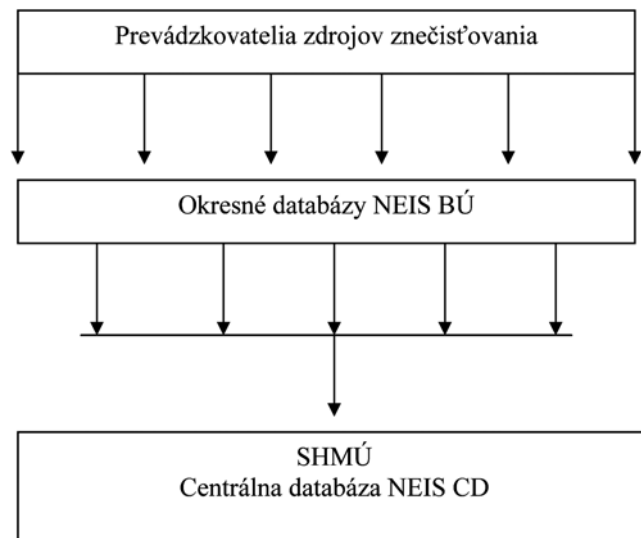 Prevádzkovatelia zdrojov znečisťovania
Okresné databázy NEIS BÚ
SHMÚ
Centrálna databáza NEIS CD